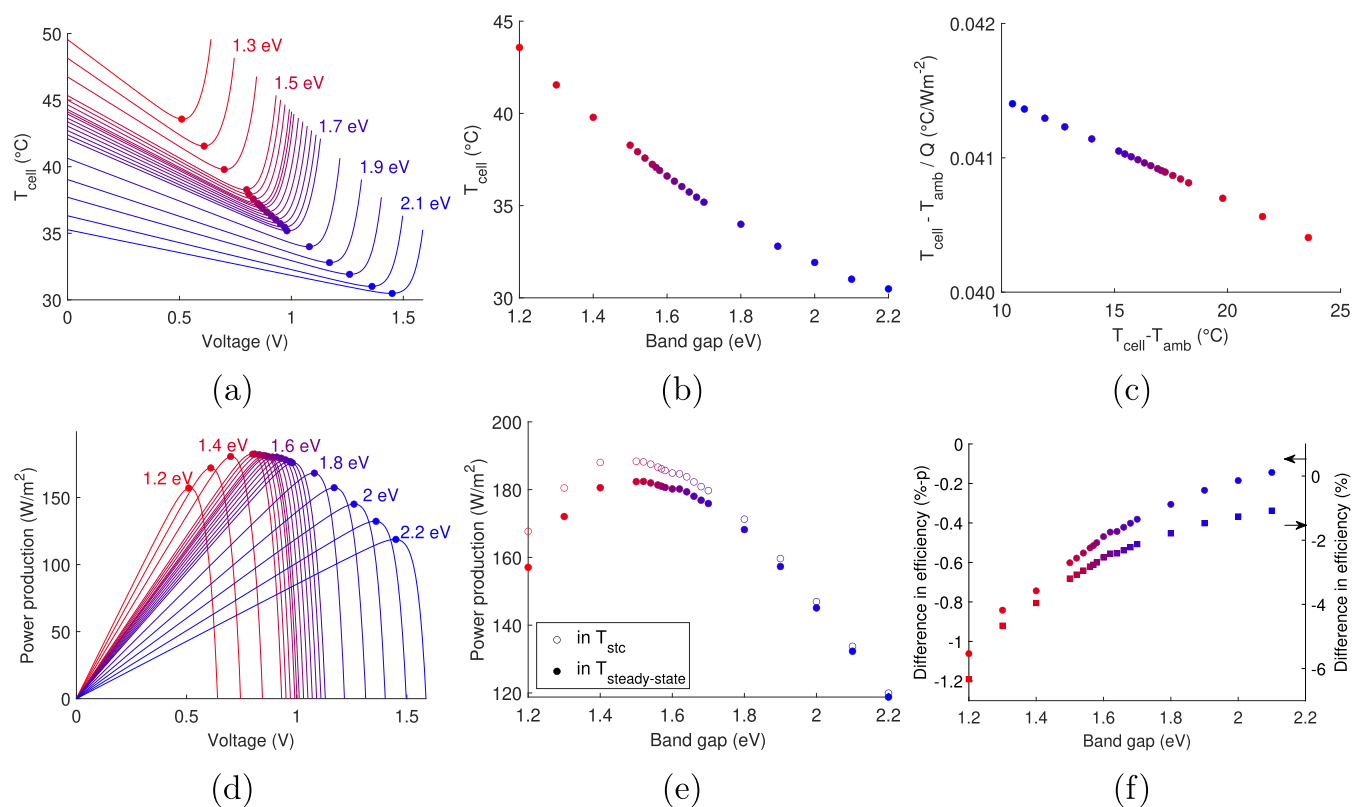 50
45
40
35
30
T_cell (°C)
0
0.5
1
1.5
Voltage (V)
1.3 eV
1.5 eV
1.7 eV
1.9 eV
2.1 eV
(a)
45
40
35
30
T_cell (°C)
1.2
1.4
1.6
1.8
2
2.2
Band gap (eV)
(b)
0.042
0.041
0.040
T_cell - T_amb / Q (°C/Wm^-2)
10
15
20
25
T_cell-T_amb (°C)
(c)
150
100
50
0
Power production (W/m²)
0
0.5
1
1.5
Voltage (V)
1.2 eV
1.4 eV
1.6 eV
1.8 eV
2 eV
2.2 eV
(d)
200
180
160
140
120
Power production (W/m²)
in T_stc
in T_steady-state
1.2
1.4
1.6
1.8
2
2.2
Band gap (eV)
(e)
0
-0.2
-0.4
-0.6
-0.8
-1
-1.2
Difference in efficiency (%-p)
0
-2
-4
-6
Difference in efficiency (%)
1.2
1.4
1.6
1.8
2
2.2
Band gap (eV)
(f)